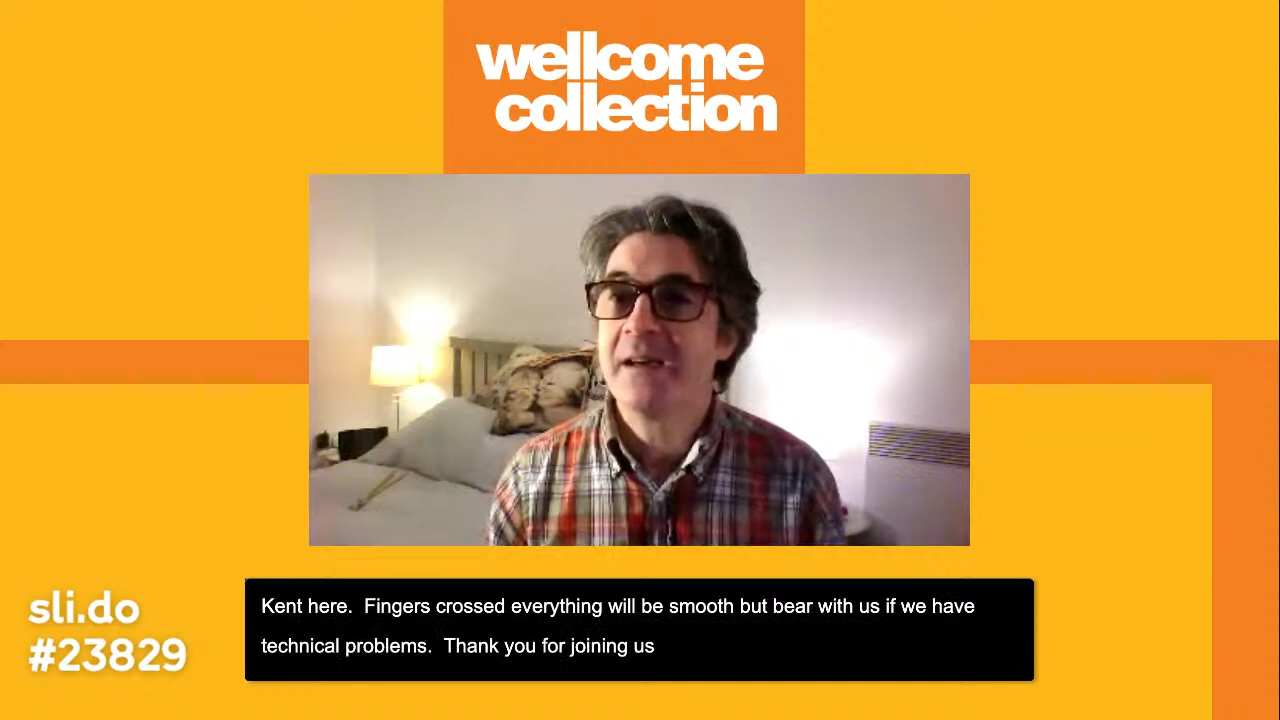 wellcome
collection
sli.do
#23829
Kent here.  Fingers crossed everything will be smooth but bear with us if we have
technical problems.  Thank you for joining us